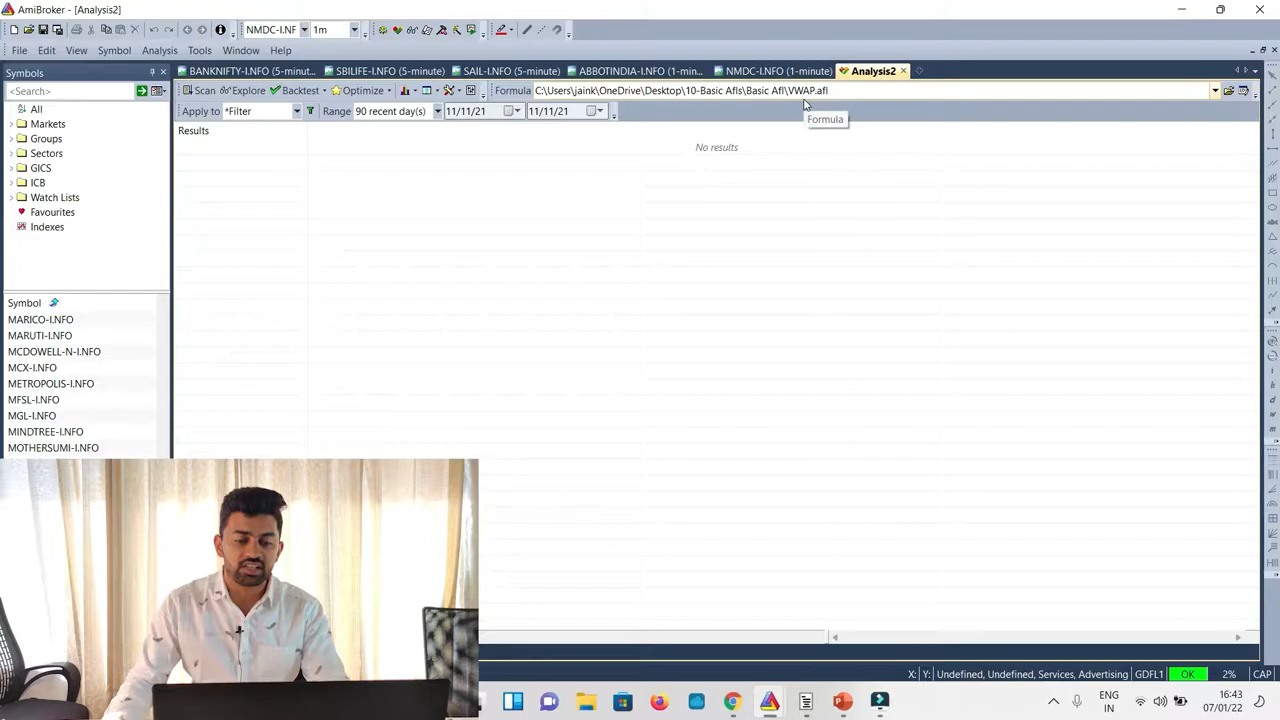 AmiBroker - [Analysis2]
NMDC-I.NF 1m
File Edit View Symbol Analysis Tools Window Help
Symbols
BANKNIFTY-I.NFO (5-minut...
SBILIFE-I.NFO (5-minute)
SAIL-I.NFO (5-minute)
ABBOTINDIA-I.NFO (1-min...
NMDC-I.NFO (1-minute)
Analysis2
<Search>
Scan Explore Backtest Optimize
Formula C:\Users\jaink\OneDrive\Desktop\10-Basic Afls\Basic Afl\VWAP.afl
Apply to *Filter Range 90 recent day(s) 11/11/21 11/11/21
Formula
All
Markets
Groups
Sectors
GICS
ICB
Watch Lists
Favourites
Indexes
Results
No results
Symbol
MARICO-I.NFO
MARUTI-I.NFO
MCDOWELL-N-I.NFO
MCX-I.NFO
METROPOLIS-I.NFO
MFSL-I.NFO
MGL-I.NFO
MINDTREE-I.NFO
MOTHERSUMI-I.NFO
X: Y: Undefined, Undefined, Services, Advertising GDFL1 OK 2% CAP
ENG
IN
16:43
07/01/22